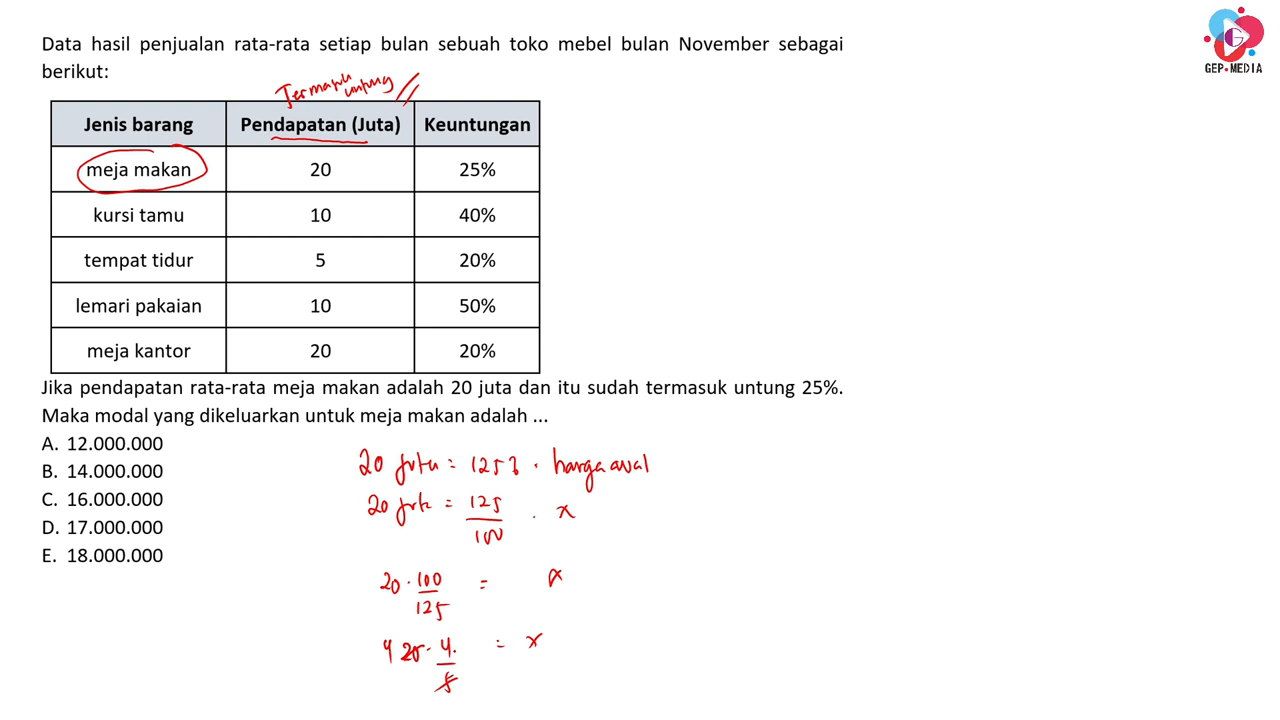 GEP•MEDIA
Data hasil penjualan rata-rata setiap bulan sebuah toko mebel bulan November sebagai
berikut:
Termasuk
untung
Jenis barang Pendapatan (Juta) Keuntungan
meja makan 20 25%
kursi tamu 10 40%
tempat tidur 5 20%
lemari pakaian 10 50%
meja kantor 20 20%
Jika pendapatan rata-rata meja makan adalah 20 juta dan itu sudah termasuk untung 25%.
Maka modal yang dikeluarkan untuk meja makan adalah ...
A. 12.000.000
B. 14.000.000
C. 16.000.000
D. 17.000.000
E. 18.000.000
20 juta = 125% . harga awal
20 juta = 125/100 . x
20 . 100/125 = x
4 20 . 4/5 = x